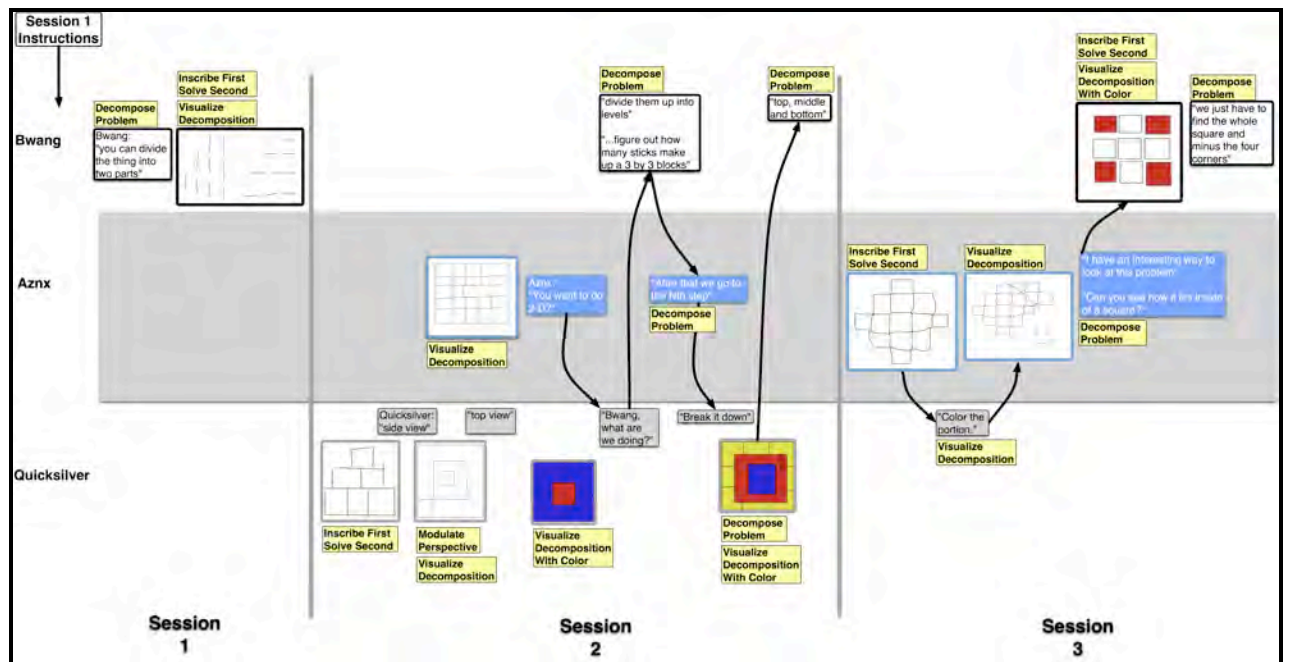 Session 1
Instructions
Bwang
Decompose
Problem
Bwang:
"you can divide
the thing into
two parts"
Inscribe First
Solve Second
Visualize
Decomposition
Decompose
Problem
"divide them up into
levels"
"...figure out how
many sticks make
up a 3 by 3 blocks"
Decompose
Problem
"top, middle
and bottom"
Inscribe First
Solve Second
Visualize
Decomposition
With Color
Decompose
Problem
"we just have to
find the whole
square and
minus the four
corners"
Aznx
Visualize
Decomposition
Aznx:
"You want to do
2-D?"
"After that we go to
the Nth step"
Decompose
Problem
Inscribe First
Solve Second
Visualize
Decomposition
"I have an interesting way to
look at this problem"
"Can you see how it fits inside
of a square?"
Decompose
Problem
Quicksilver
Quicksilver:
"side view"
"top view"
Inscribe First
Solve Second
Modulate
Perspective
Visualize
Decomposition
Visualize
Decomposition
With Color
"Bwang,
what are
we doing?"
"Break it down"
Decompose
Problem
Visualize
Decomposition
With Color
"Color the
portion."
Visualize
Decomposition
Session
1
Session
2
Session
3